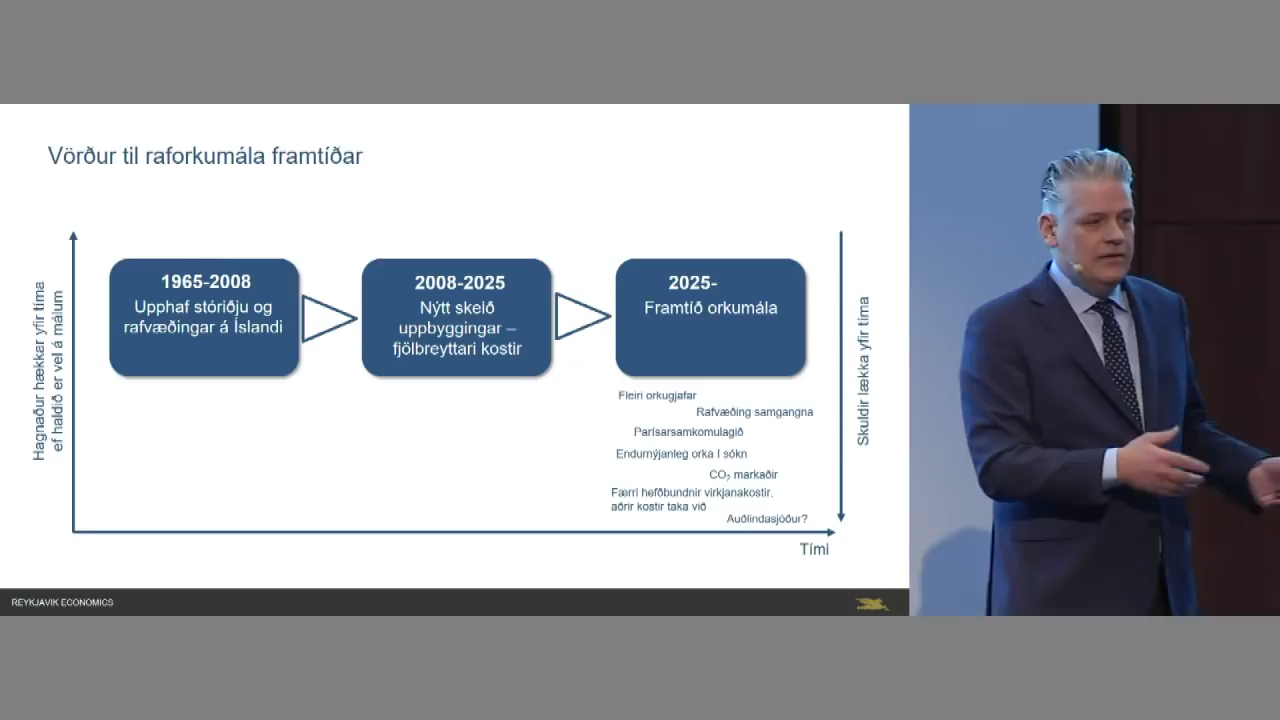 Vörður til raforkumála framtíðar
Hagnaður hækkar yfir tíma
ef haldið er vel á málum
1965-2008
Upphaf stóriðju og
rafvæðingar á Íslandi
2008-2025
Nýtt skeið
uppbyggingar –
fjölbreyttari kostir
2025-
Framtíð orkumála
Fleiri orkugjafar
Rafvæðing samgangna
Parísarsamkomulagið
Endurnýjanleg orka í sókn
CO₂ markaðir
Færri hefðbundnir virkjanakostir,
aðrir kostir taka við
Auðlindasjóður?
Skuldir lækka yfir tíma
Tími
REYKJAVIK ECONOMICS